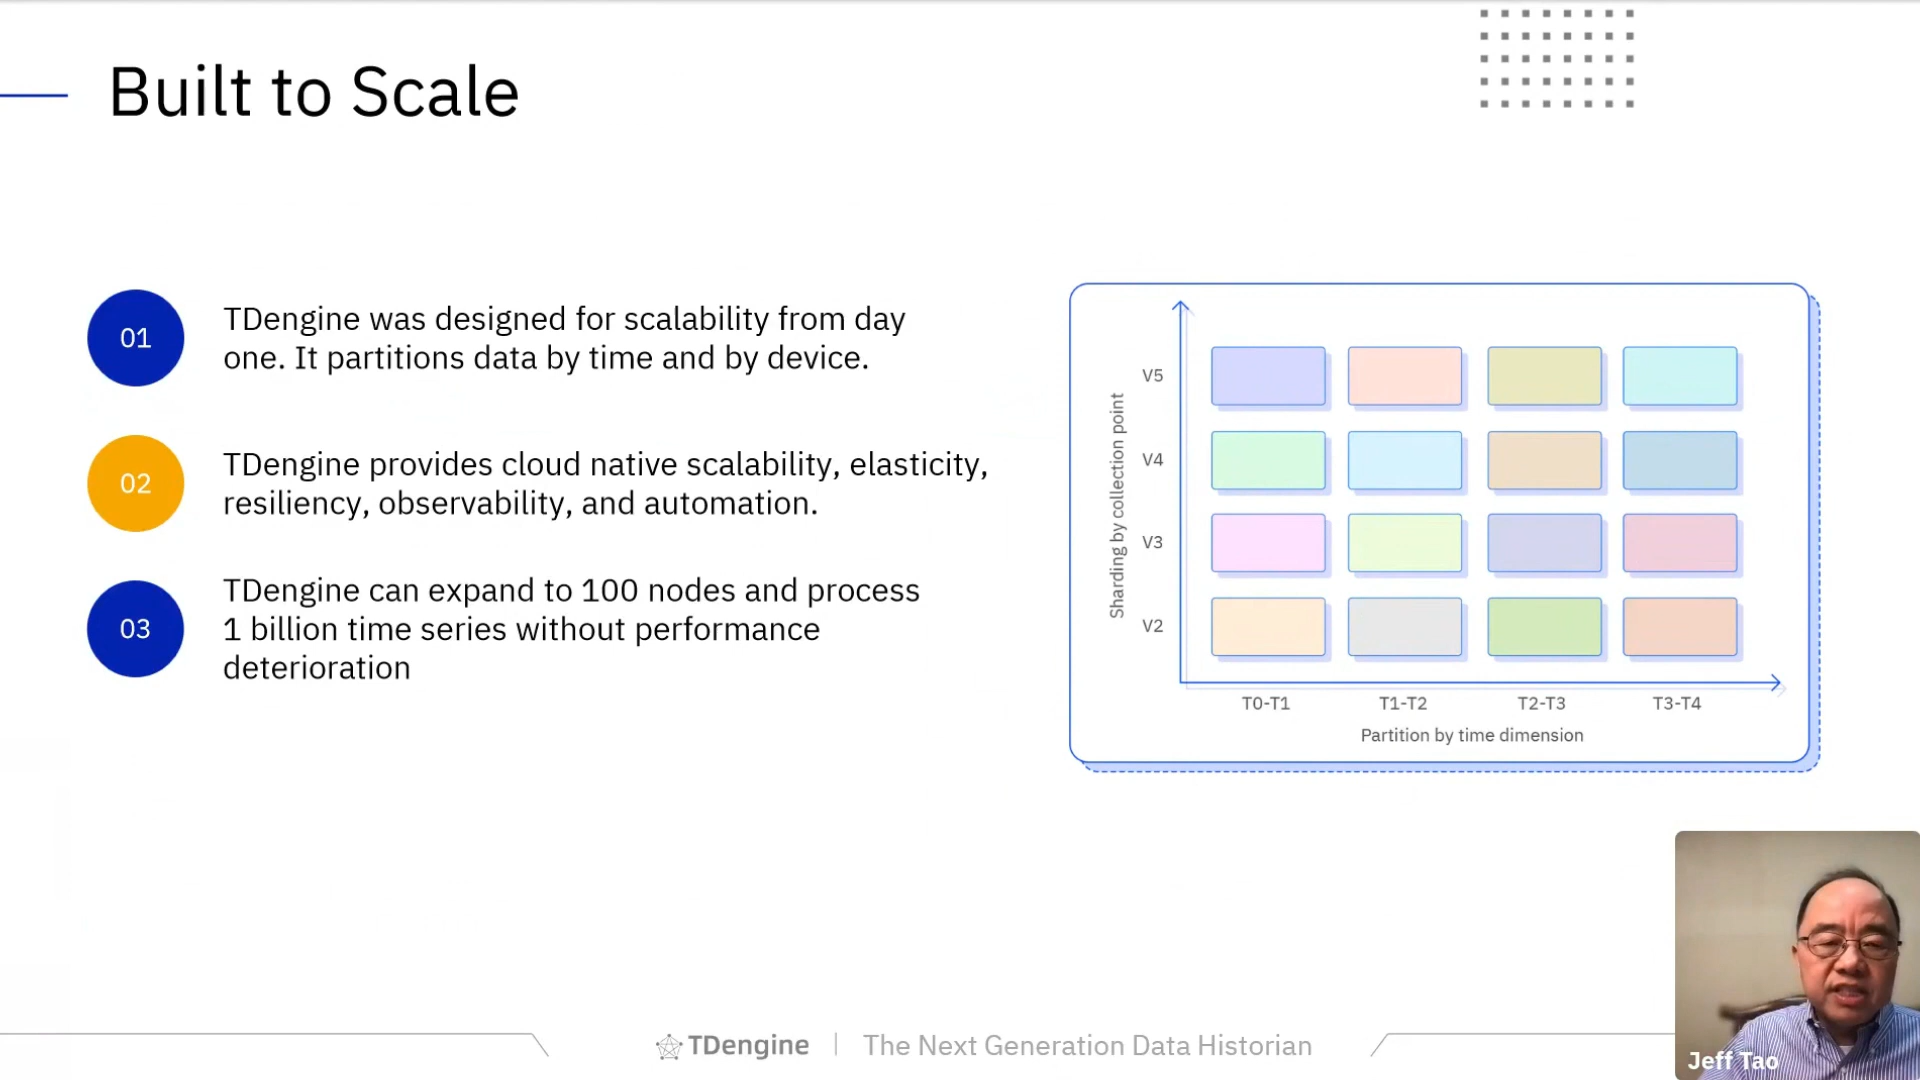 Built to Scale
01
TDengine was designed for scalability from day
one. It partitions data by time and by device.
02
TDengine provides cloud native scalability, elasticity,
resiliency, observability, and automation.
03
TDengine can expand to 100 nodes and process
1 billion time series without performance
deterioration
Sharding by collection point
V5
V4
V3
V2
T0-T1
T1-T2
T2-T3
T3-T4
Partition by time dimension
TDengine | The Next Generation Data Historian
Jeff Tao